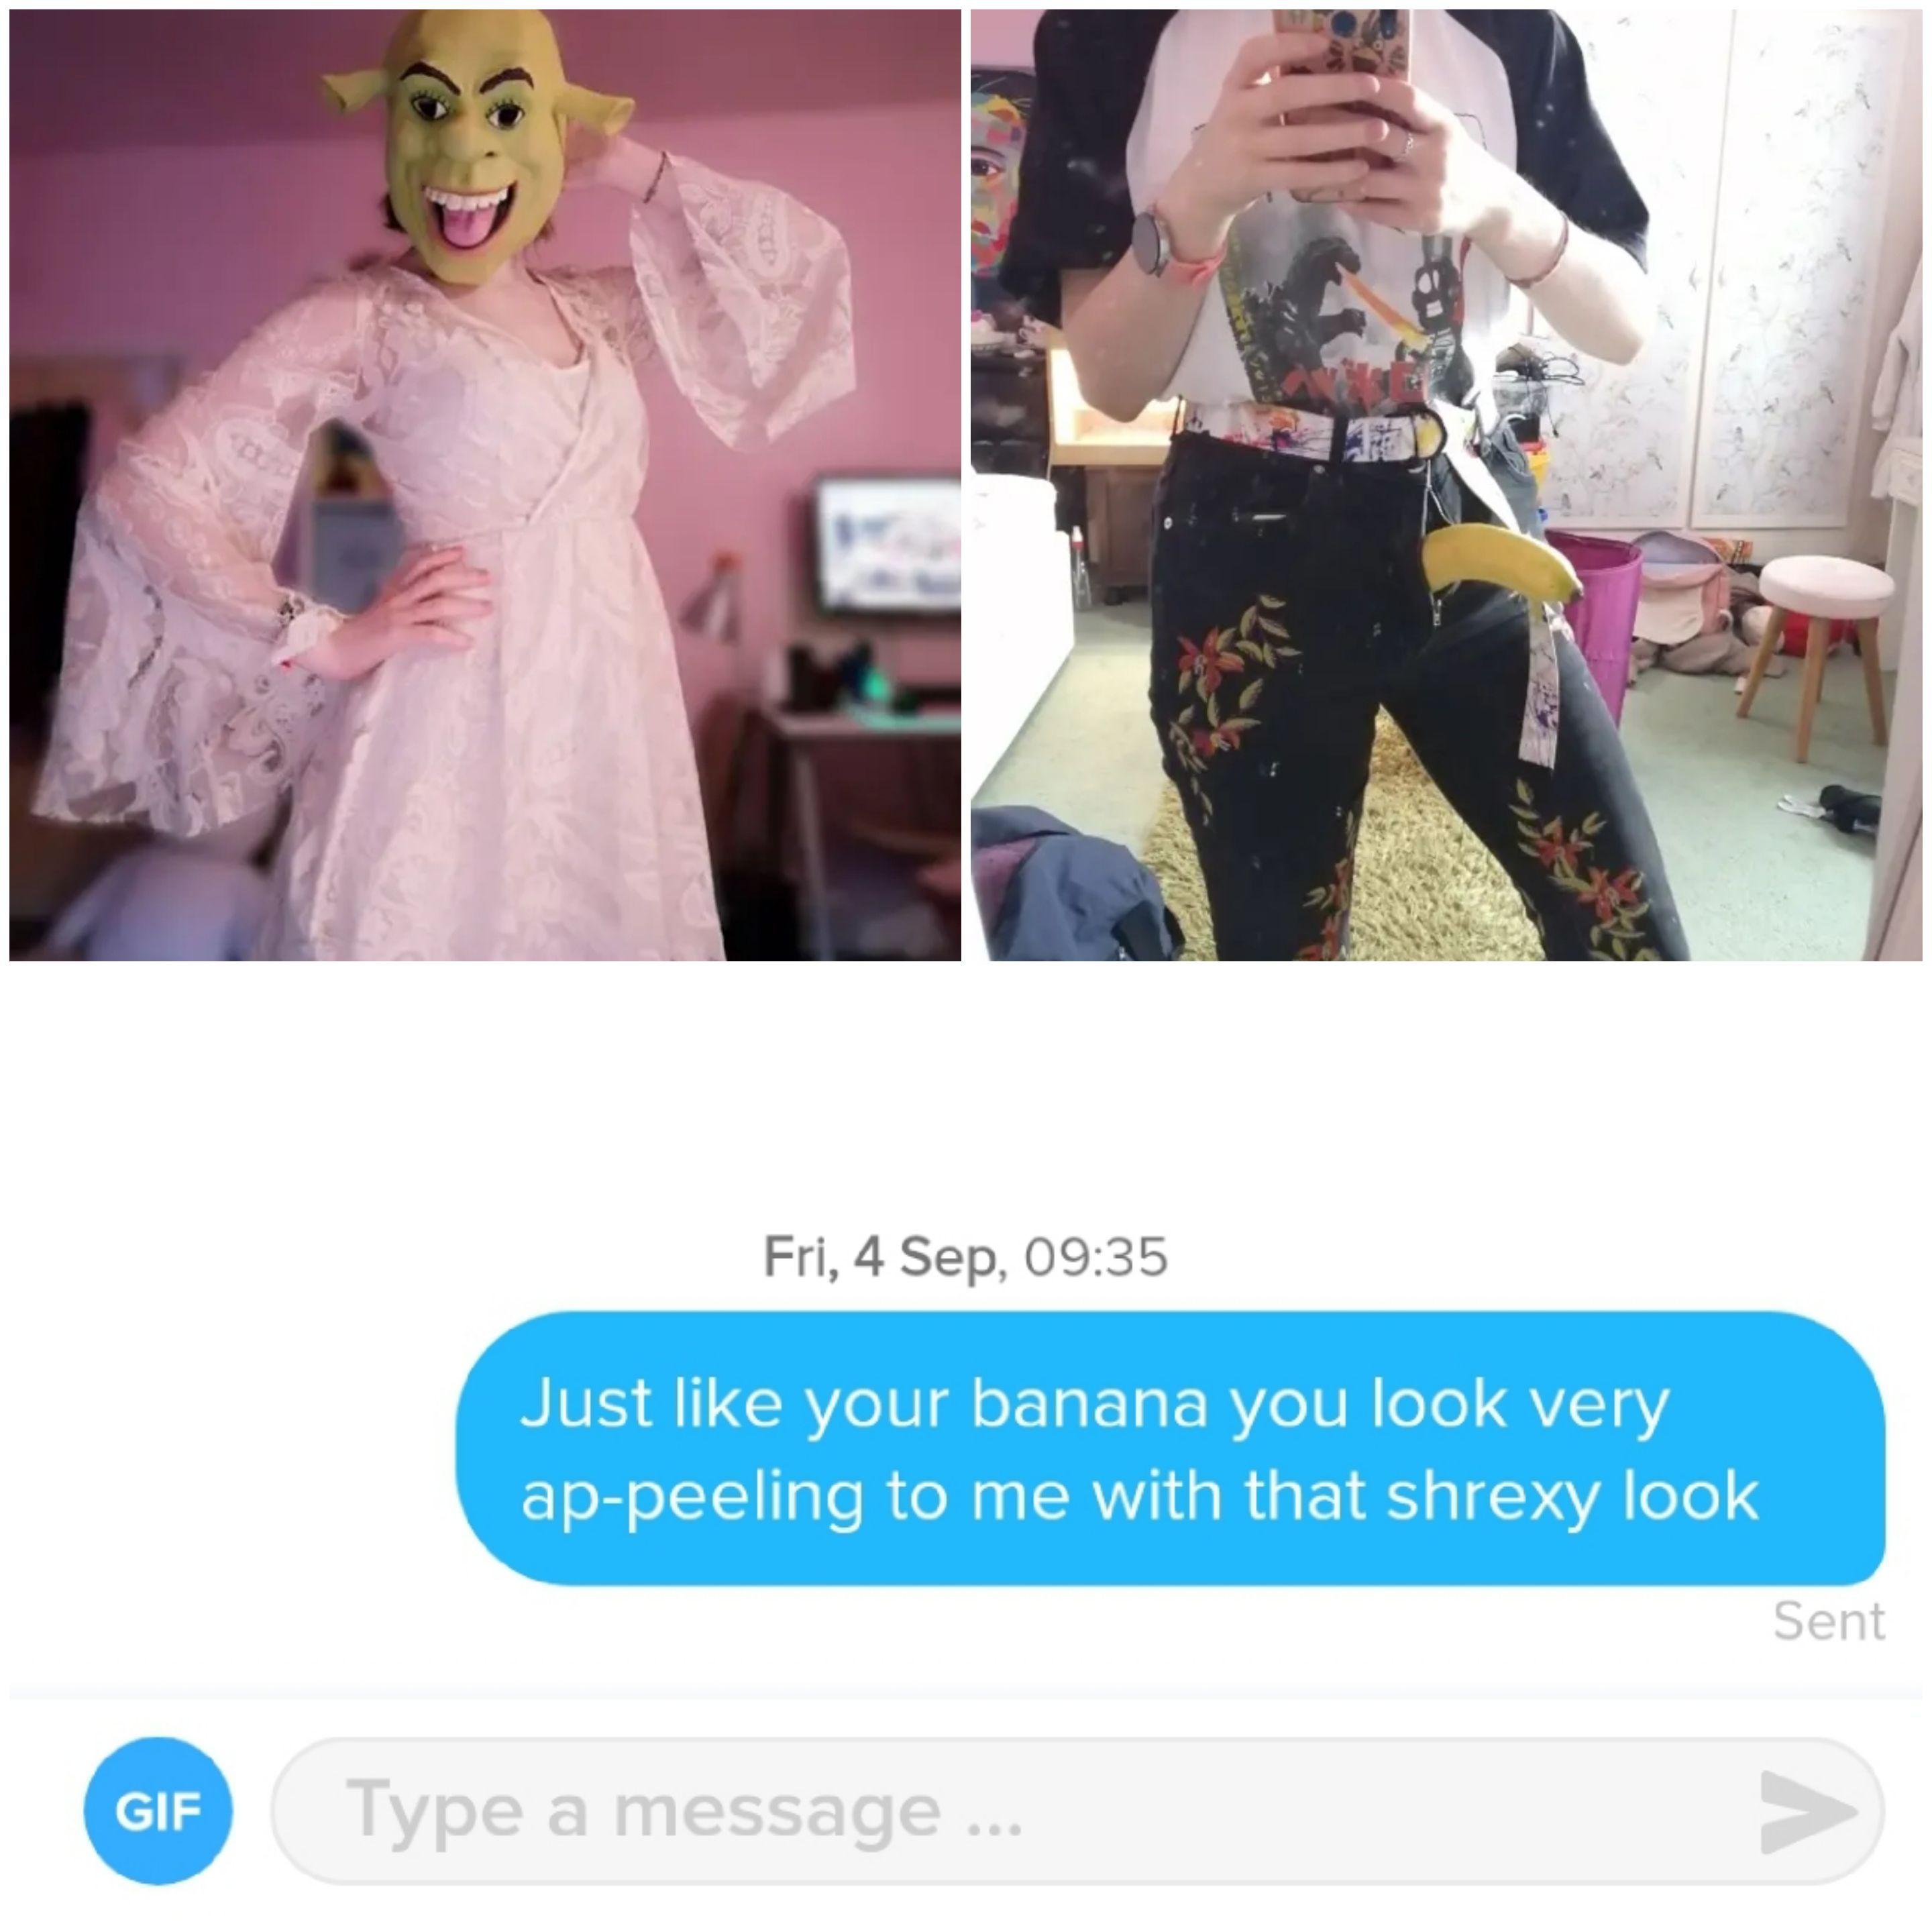 Fri, 4 Sep, 09:35
Just like your banana you look very
ap-peeling to me with that shrexy look
Sent
GIF
Type a message ...